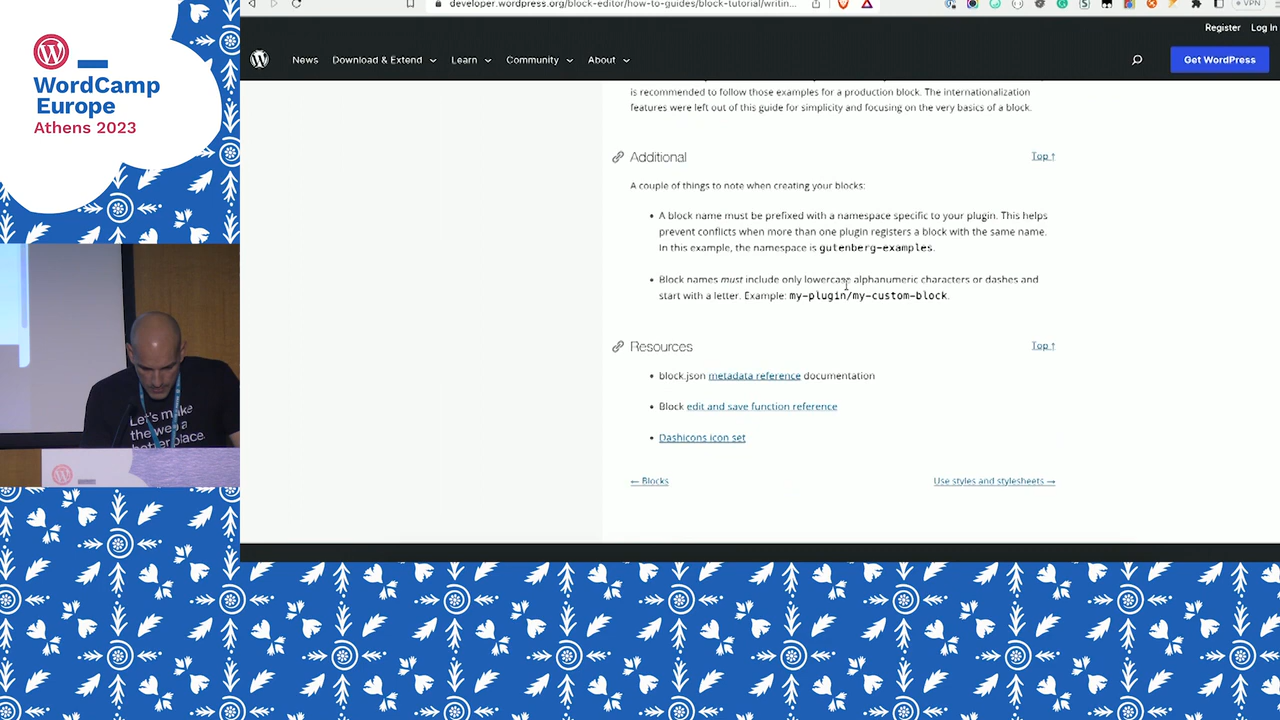 WordCamp
Europe
Athens 2023
Let's make
the web a
better place.
developer.wordpress.org/block-editor/how-to-guides/block-tutorial/writin...
VPN
Register Log In
News Download & Extend Learn Community About
Get WordPress
is recommended to follow those examples for a production block. The internationalization
features were left out of this guide for simplicity and focusing on the very basics of a block.
Additional
Top ↑
A couple of things to note when creating your blocks:
• A block name must be prefixed with a namespace specific to your plugin. This helps
prevent conflicts when more than one plugin registers a block with the same name.
In this example, the namespace is gutenberg-examples.
• Block names must include only lowercase alphanumeric characters or dashes and
start with a letter. Example: my-plugin/my-custom-block.
Resources
Top ↑
• block.json metadata reference documentation
• Block edit and save function reference
• Dashicons icon set
← Blocks
Use styles and stylesheets →